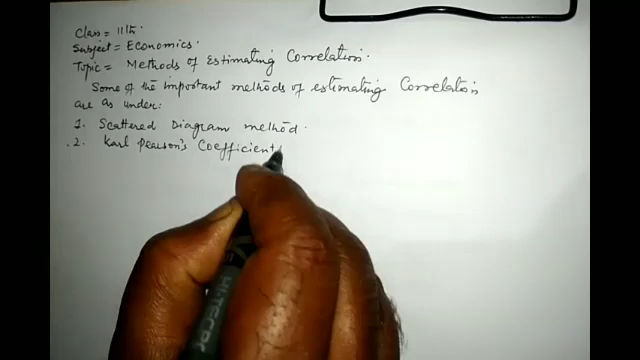 Class = 11th.
Subject = Economics.
Topic = Methods of Estimating Correlation.
Some of the important methods of estimating Correlation
are as under:
1. Scattered Diagram method.
2. Karl Pearson's Coefficient